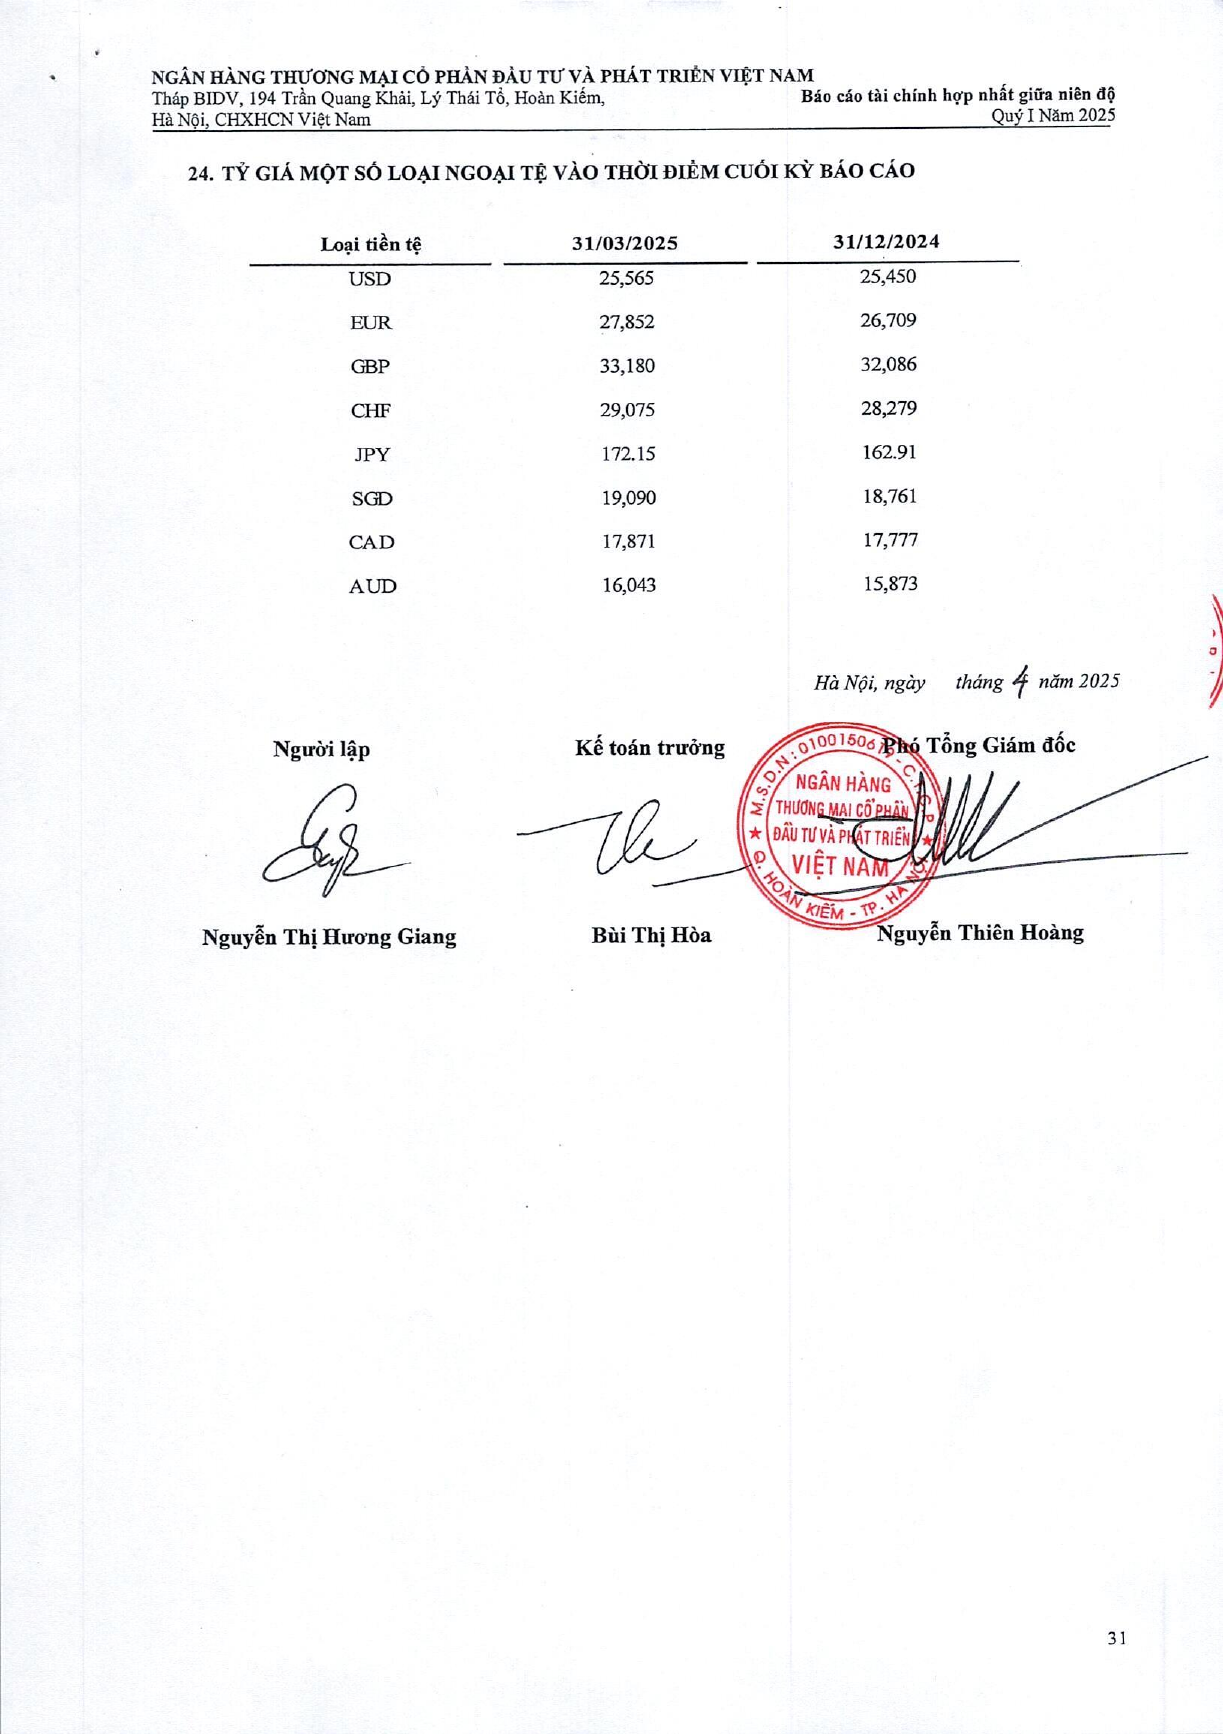 NGÂN HÀNG THƯƠNG MẠI CỔ PHẦN ĐẦU TƯ VÀ PHÁT TRIỂN VIỆT NAM
Tháp BIDV, 194 Trần Quang Khải, Lý Thái Tổ, Hoàn Kiếm,
Hà Nội, CHXHCN Việt Nam
Báo cáo tài chính hợp nhất giữa niên độ
Quý I Năm 2025
24. TỶ GIÁ MỘT SỐ LOẠI NGOẠI TỆ VÀO THỜI ĐIỂM CUỐI KỲ BÁO CÁO
Loại tiền tệ 31/03/2025 31/12/2024
USD 25,565 25,450
EUR 27,852 26,709
GBP 33,180 32,086
CHF 29,075 28,279
JPY 172.15 162.91
SGD 19,090 18,761
CAD 17,871 17,777
AUD 16,043 15,873
Hà Nội, ngày tháng 4 năm 2025
Người lập Kế toán trưởng Phó Tổng Giám đốc
M.S.D.N: 0100150619 - C.T.C.P
NGÂN HÀNG
THƯƠNG MẠI CỔ PHẦN
ĐẦU TƯ VÀ PHÁT TRIỂN
VIỆT NAM
Q. HOÀN KIẾM - TP. HÀ NỘI
Nguyễn Thị Hương Giang Bùi Thị Hòa Nguyễn Thiên Hoàng
31